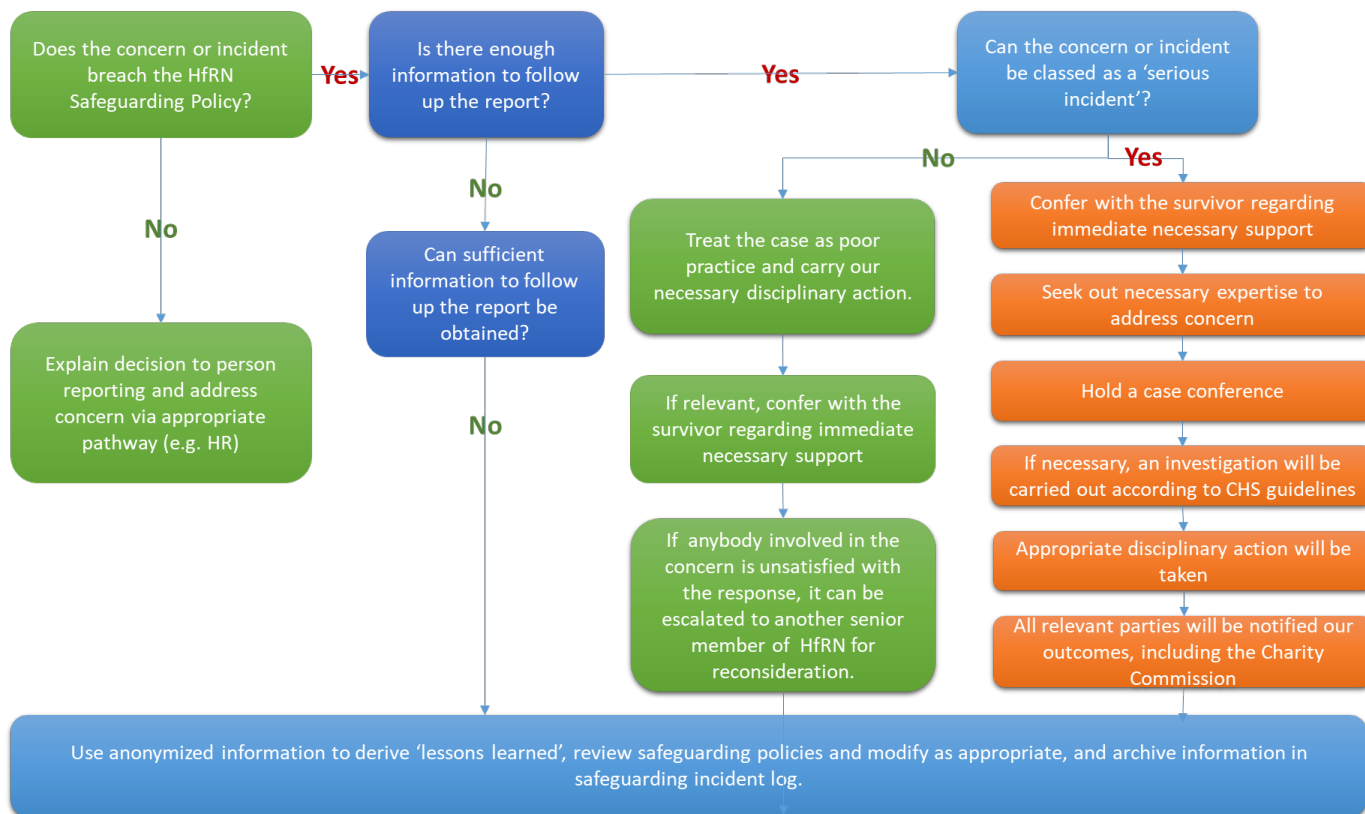 Does the concern or incident
breach the HfRN
Safeguarding Policy?
Yes
Is there enough
information to follow
up the report?
Yes
Can the concern or incident
be classed as a ‘serious
incident’?
No
No
No
Yes
Explain decision to person
reporting and address
concern via appropriate
pathway (e.g. HR)
Can sufficient
information to follow
up the report be
obtained?
No
Treat the case as poor
practice and carry our
necessary disciplinary action.
If relevant, confer with the
survivor regarding immediate
necessary support
If anybody involved in the
concern is unsatisfied with
the response, it can be
escalated to another senior
member of HfRN for
reconsideration.
Confer with the survivor regarding
immediate necessary support
Seek out necessary expertise to
address concern
Hold a case conference
If necessary, an investigation will be
carried out according to CHS guidelines
Appropriate disciplinary action will be
taken
All relevant parties will be notified our
outcomes, including the Charity
Commission
Use anonymized information to derive ‘lessons learned’, review safeguarding policies and modify as appropriate, and archive information in
safeguarding incident log.